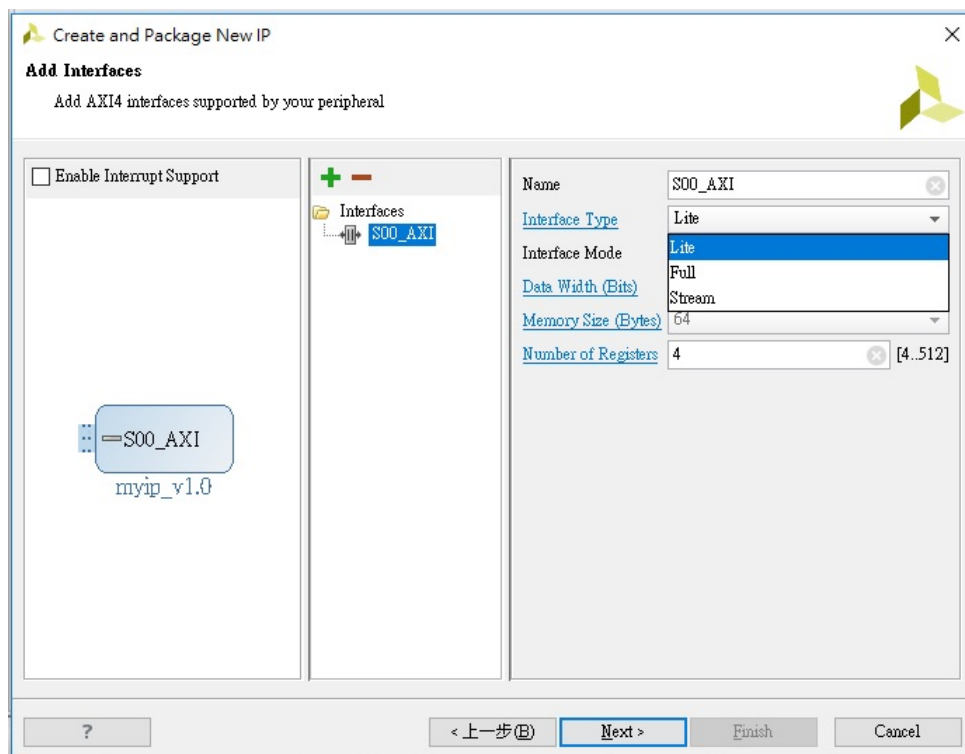 Create and Package New IP
Add Interfaces
Add AXI4 interfaces supported by your peripheral
Enable Interrupt Support
S00_AXI
myip_v1.0
Interfaces
S00_AXI
Name S00_AXI
Interface Type Lite
Interface Mode Lite
Full
Data Width (Bits) Stream
Memory Size (Bytes) 64
Number of Registers 4 [4..512]
? < 上一步(B) Next > Finish Cancel